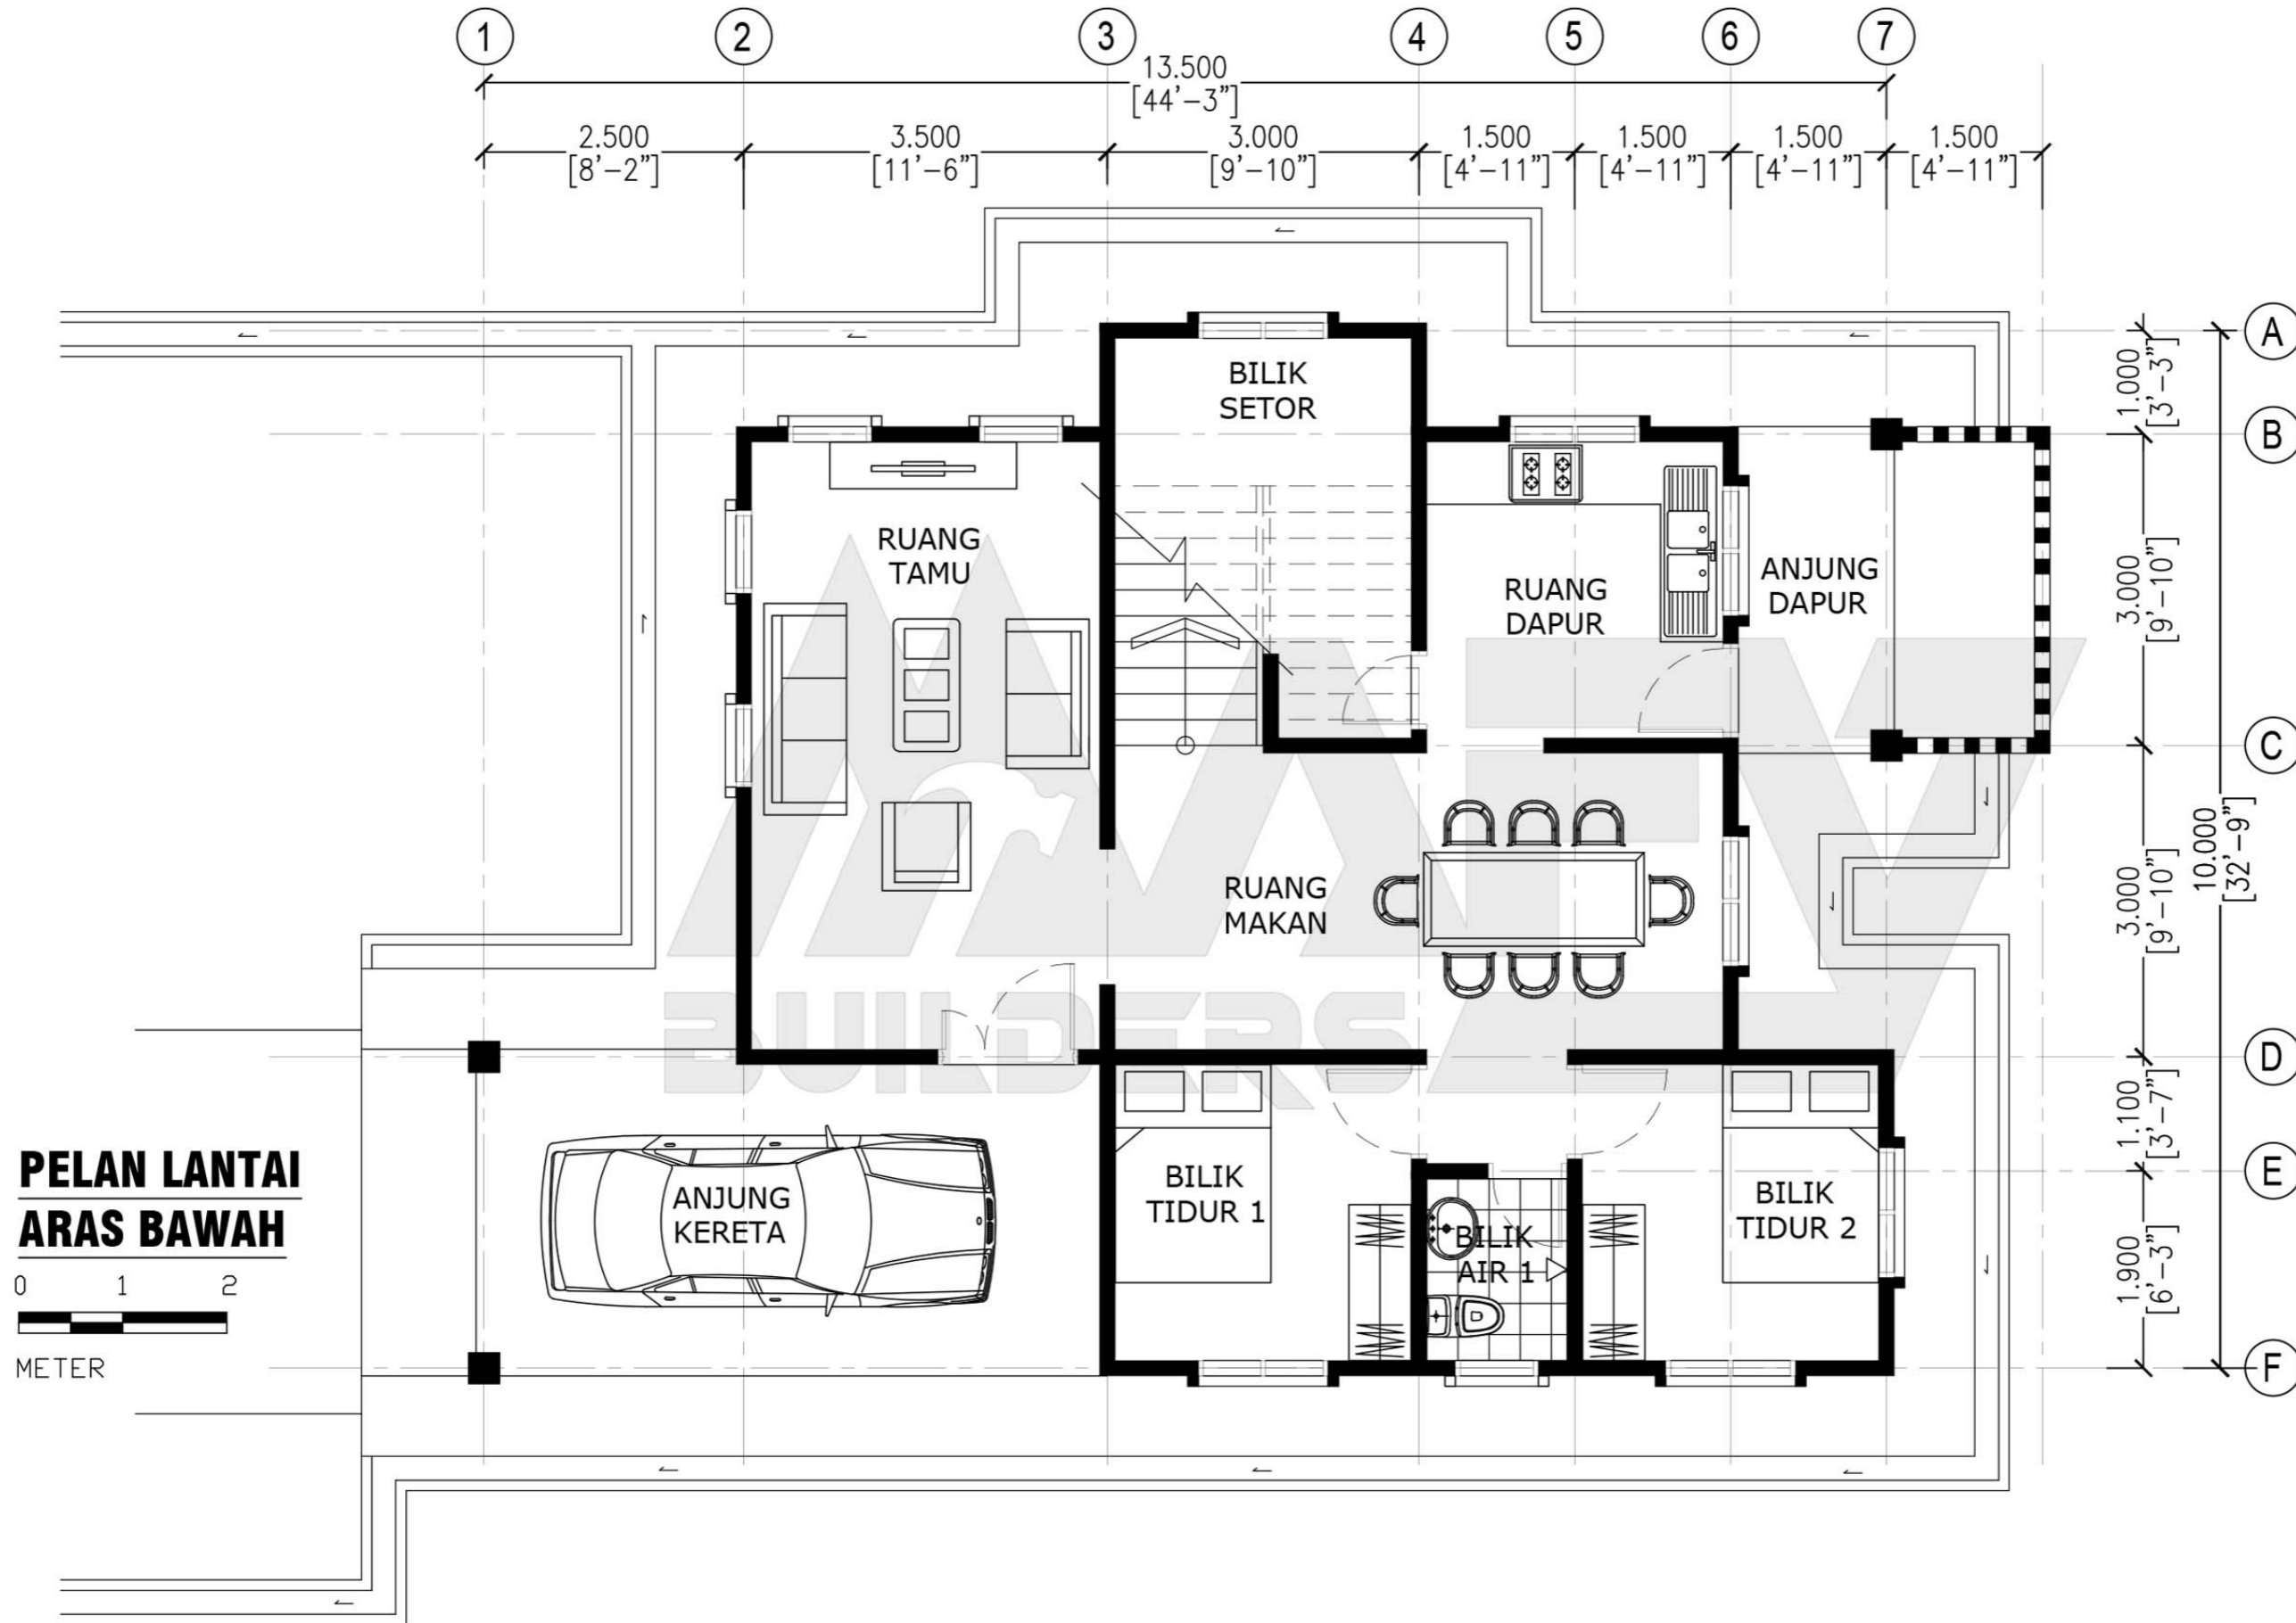 1 2 3 4 5 6 7
13.500
[44'-3"]
2.500 3.500 3.000 1.500 1.500 1.500 1.500
[8'-2"] [11'-6"] [9'-10"] [4'-11"] [4'-11"] [4'-11"] [4'-11"]
A
1.000
[3'-3"]
B
BILIK
SETOR
RUANG
TAMU
RUANG
DAPUR
ANJUNG
DAPUR
3.000
[9'-10"]
C
10.000
[32'-9"]
RUANG
MAKAN
3.000
[9'-10"]
MATV
BUILDERS
D
1.100
[3'-7"]
E
PELAN LANTAI
ARAS BAWAH
0 1 2
METER
ANJUNG
KERETA
BILIK
TIDUR 1
BILIK
AIR 1
BILIK
TIDUR 2
1.900
[6'-3"]
F